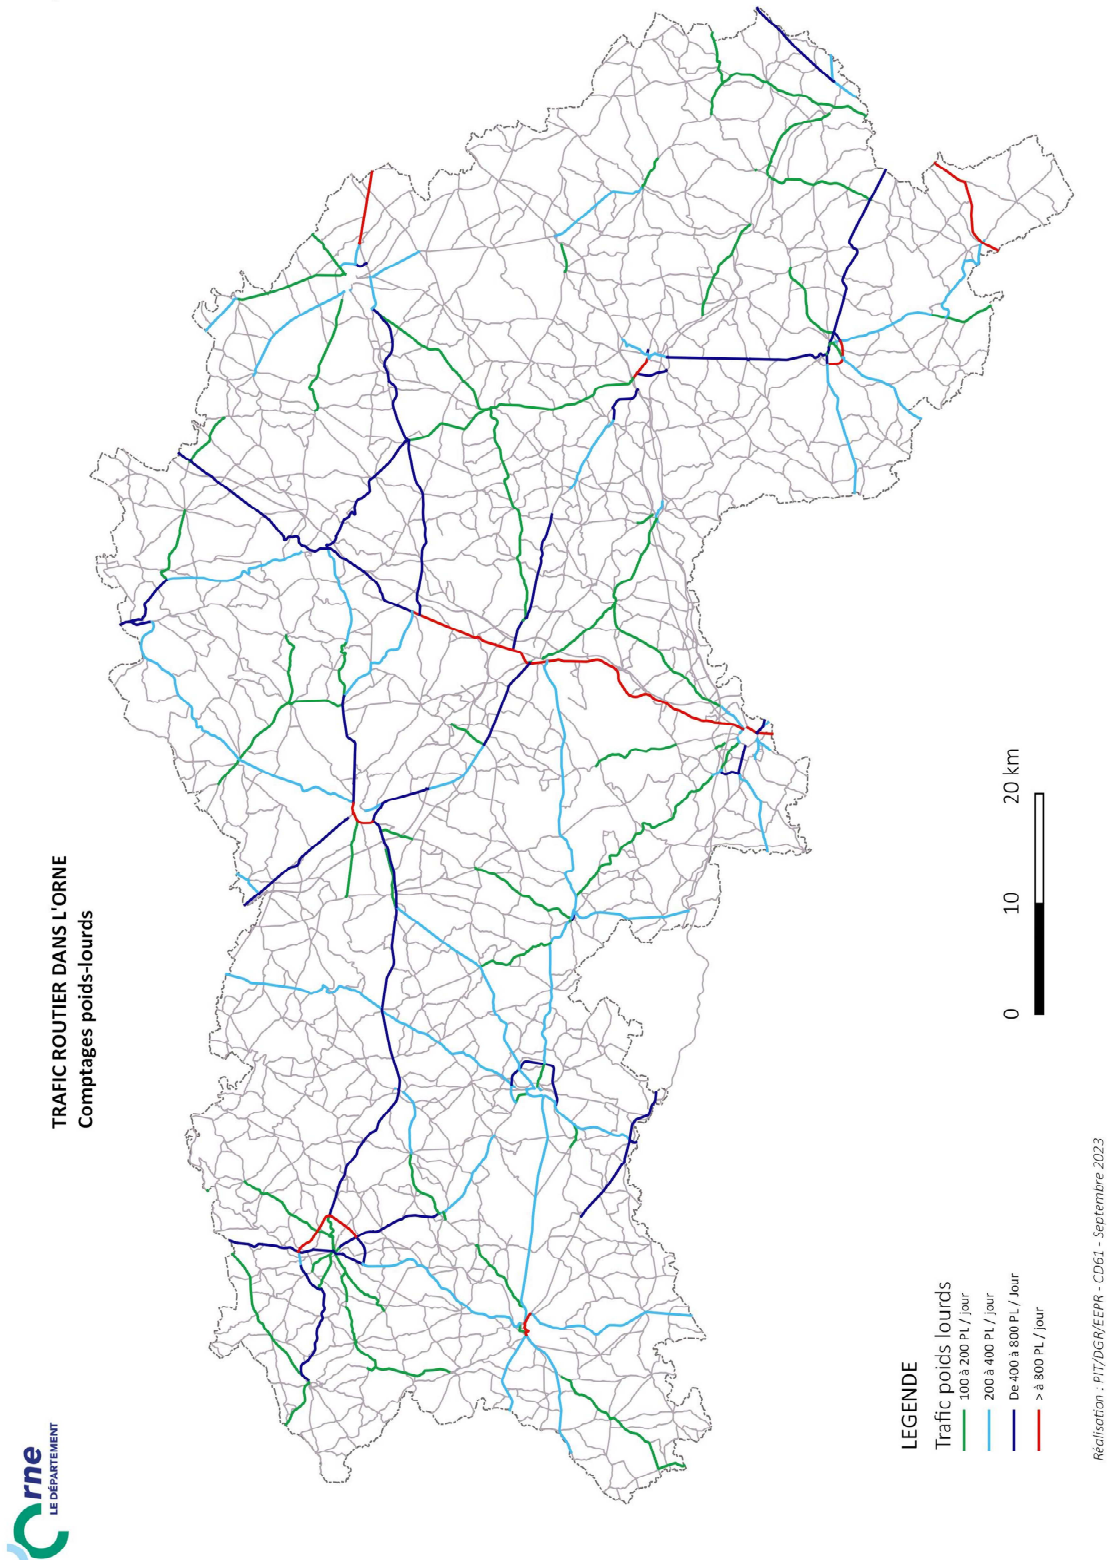 Orne
LE DÉPARTEMENT
TRAFIC ROUTIER DANS L'ORNE
Comptages poids-lourds
LEGENDE
Trafic poids lourds
100 à 200 PL / jour
200 à 400 PL / jour
De 400 à 800 PL / Jour
> à 800 PL / jour
0 10 20 km
Réalisation : PIT/DGR/EEPR - CD61 - Septembre 2023